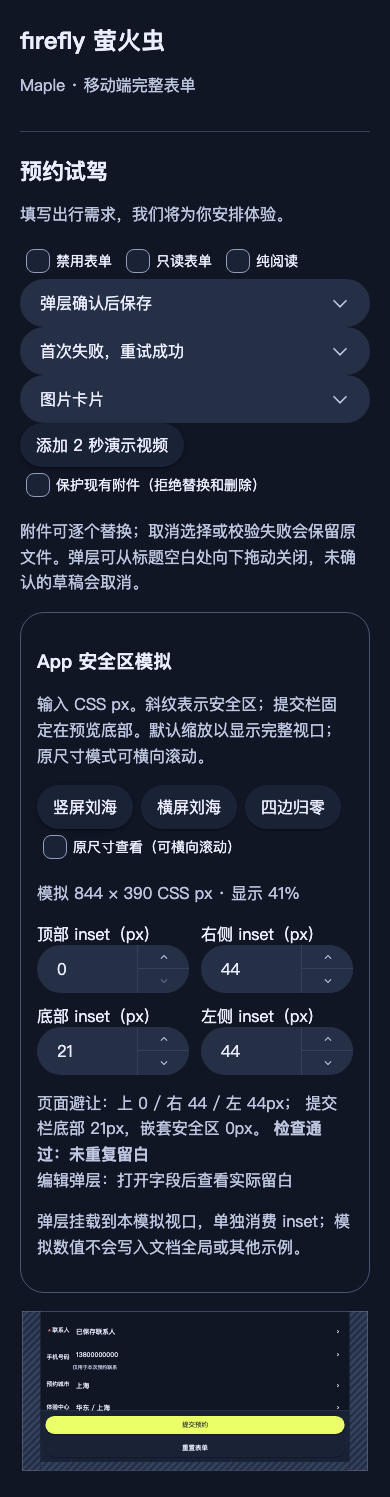 firefly 萤火虫
Maple · 移动端完整表单
预约试驾
填写出行需求，我们将为你安排体验。
禁用表单 只读表单 纯阅读
弹层确认后保存
首次失败，重试成功
图片卡片
添加 2 秒演示视频
保护现有附件（拒绝替换和删除）
附件可逐个替换；取消选择或校验失败会保留原
文件。弹层可从标题空白处向下拖动关闭，未确
认的草稿会取消。
App 安全区模拟
输入 CSS px。斜纹表示安全区；提交栏固
定在预览底部。默认缩放以显示完整视口；
原尺寸模式可横向滚动。
竖屏刘海 横屏刘海 四边归零
原尺寸查看（可横向滚动）
模拟 844 × 390 CSS px · 显示 41%
顶部 inset（px） 右侧 inset（px）
0 44
底部 inset（px） 左侧 inset（px）
21 44
页面避让：上 0 / 右 44 / 左 44px； 提交
栏底部 21px，嵌套安全区 0px。 检查通
过：未重复留白
编辑弹层：打开字段后查看实际留白
弹层挂载到本模拟视口，单独消费 inset；模
拟数值不会写入文档全局或其他示例。
* 联系人 已保存联系人
手机号码 13800000000
仅用于本次预约联系
预约城市 上海
体验中心 华东 / 上海
提交预约
重置表单